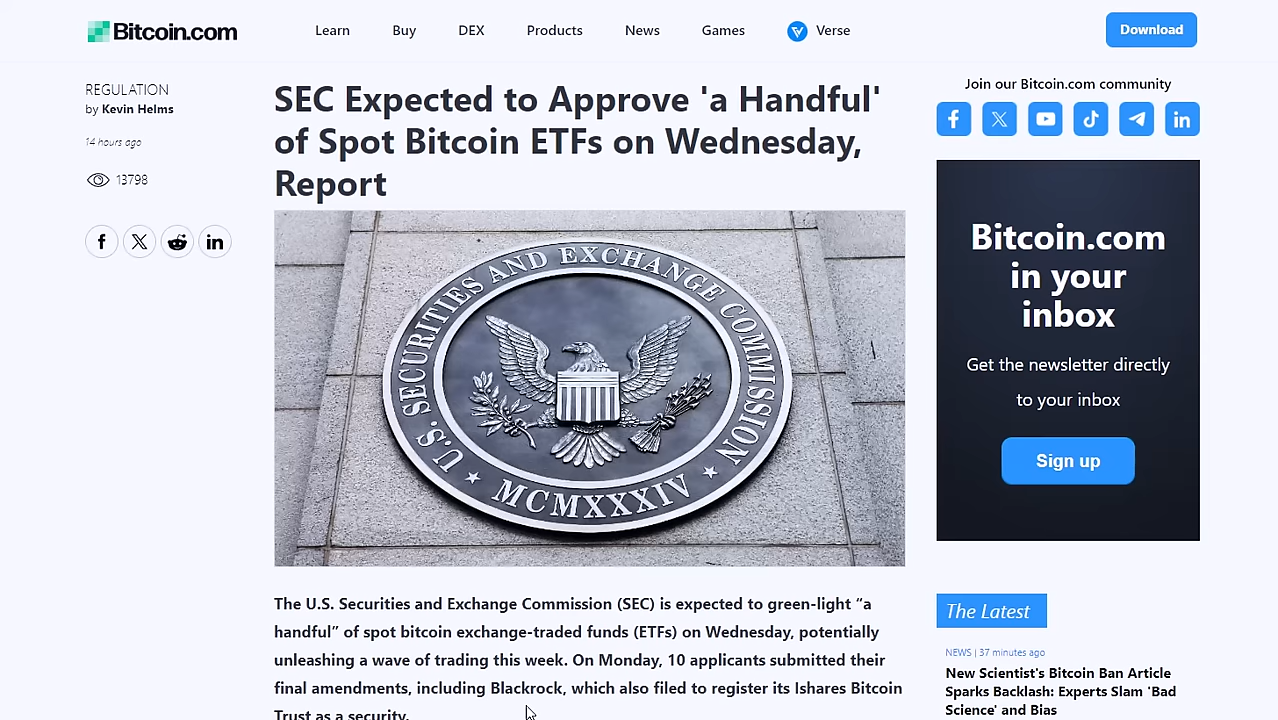 Bitcoin.com
Learn
Buy
DEX
Products
News
Games
Verse
Download
REGULATION
by Kevin Helms
14 hours ago
13798
SEC Expected to Approve 'a Handful'
of Spot Bitcoin ETFs on Wednesday,
Report
U.S. SECURITIES AND EXCHANGE COMMISSION
MCMXXXIV
The U.S. Securities and Exchange Commission (SEC) is expected to green-light “a
handful” of spot bitcoin exchange-traded funds (ETFs) on Wednesday, potentially
unleashing a wave of trading this week. On Monday, 10 applicants submitted their
final amendments, including Blackrock, which also filed to register its Ishares Bitcoin
Trust as a security.
Join our Bitcoin.com community
Bitcoin.com
in your
inbox
Get the newsletter directly
to your inbox
Sign up
The Latest
NEWS | 37 minutes ago
New Scientist's Bitcoin Ban Article
Sparks Backlash: Experts Slam 'Bad
Science' and Bias